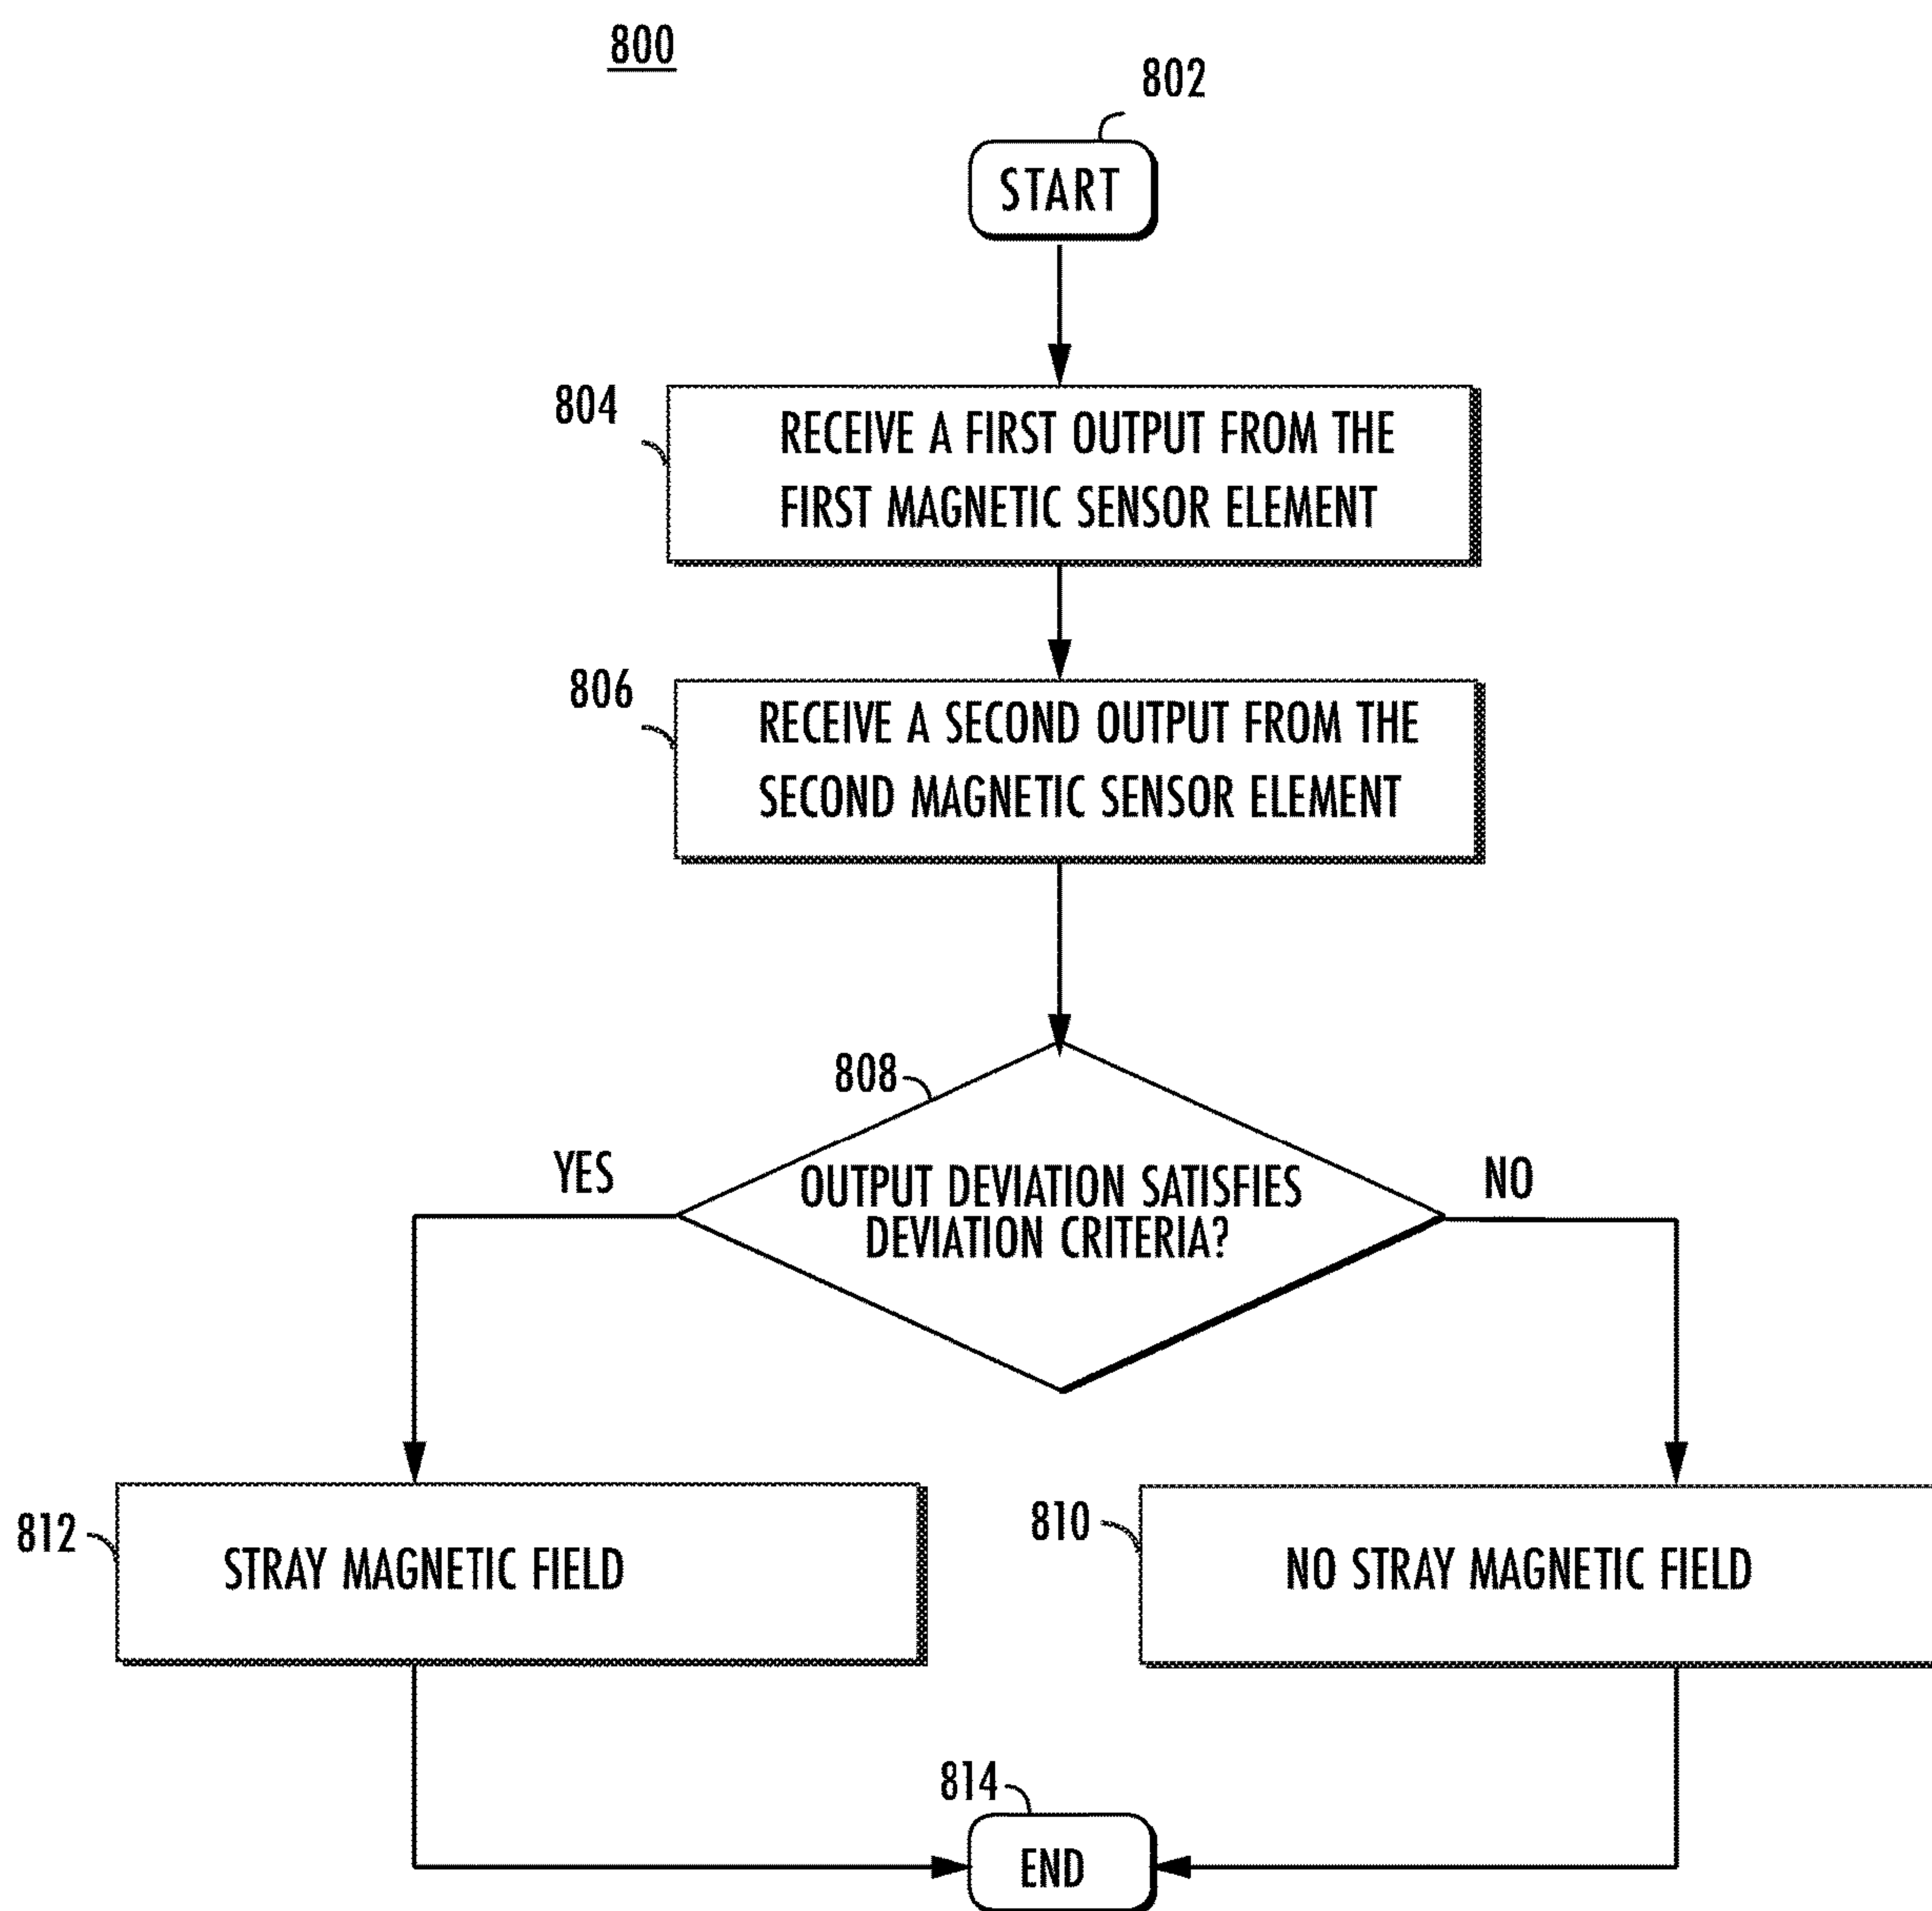 800
802
START
804
RECEIVE A FIRST OUTPUT FROM THE
FIRST MAGNETIC SENSOR ELEMENT
806
RECEIVE A SECOND OUTPUT FROM THE
SECOND MAGNETIC SENSOR ELEMENT
808
YES
OUTPUT DEVIATION SATISFIES
DEVIATION CRITERIA?
NO
812
STRAY MAGNETIC FIELD
810
NO STRAY MAGNETIC FIELD
814
END